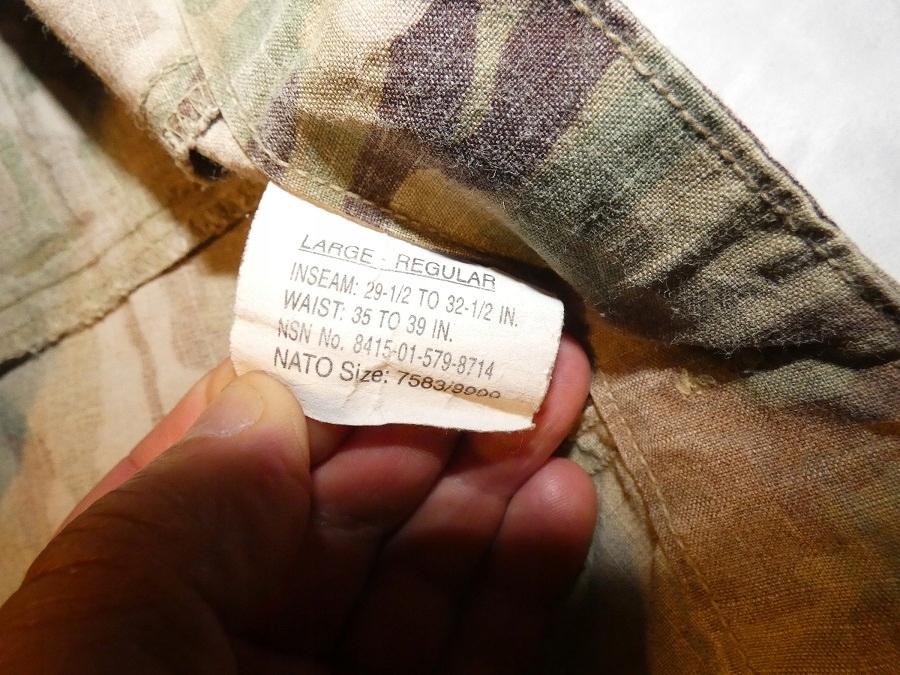 LARGE - REGULAR
INSEAM: 29-1/2 TO 32-1/2 IN.
WAIST: 35 TO 39 IN.
NSN No. 8415-01-579-8714
NATO Size: 7583/9999